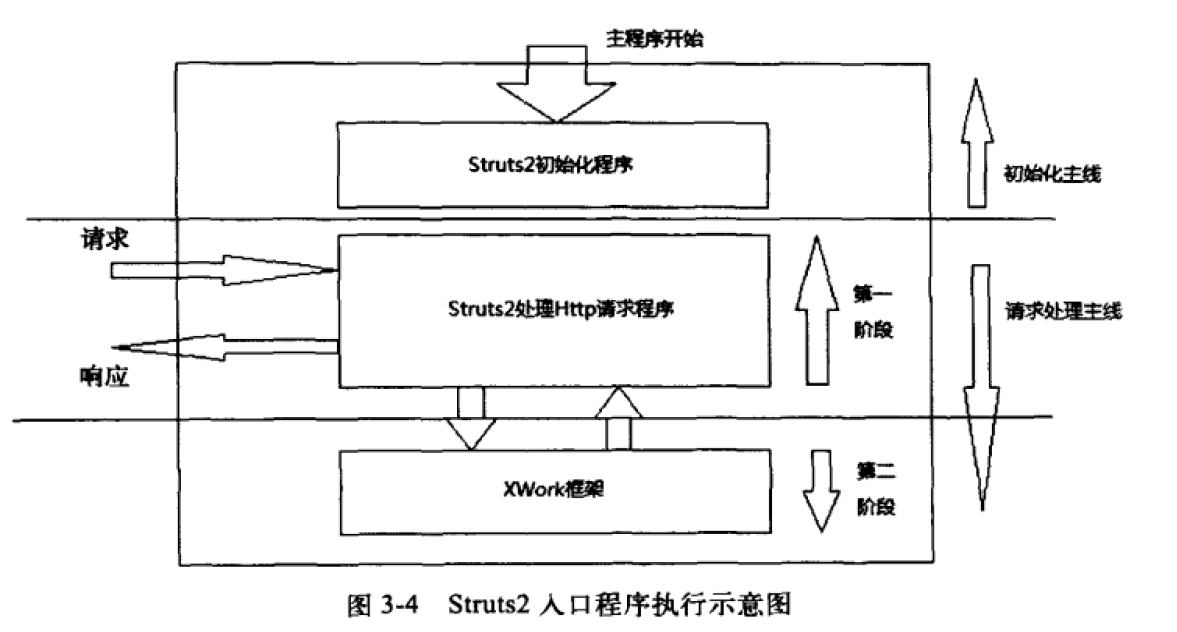 主程序开始
Struts2初始化程序
初始化主线
请求
Struts2处理Http请求程序
第一
阶段
请求处理主线
响应
XWork框架
第二
阶段
图 3-4 Struts2 入口程序执行示意图